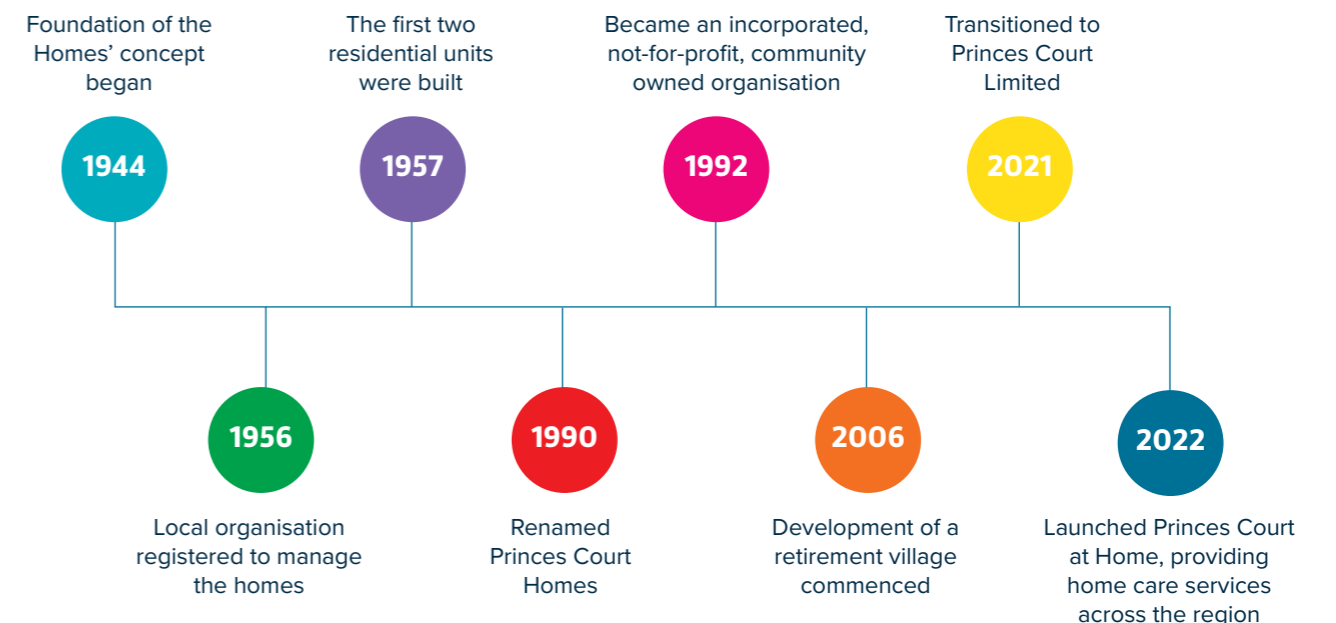 Foundation of the
Homes’ concept
began
1944
The first two
residential units
were built
1957
Became an incorporated,
not-for-profit, community
owned organisation
1992
Transitioned to
Princes Court
Limited
2021
1956
Local organisation
registered to manage
the homes
1990
Renamed
Princes Court
Homes
2006
Development of a
retirement village
commenced
2022
Launched Princes Court
at Home, providing
home care services
across the region